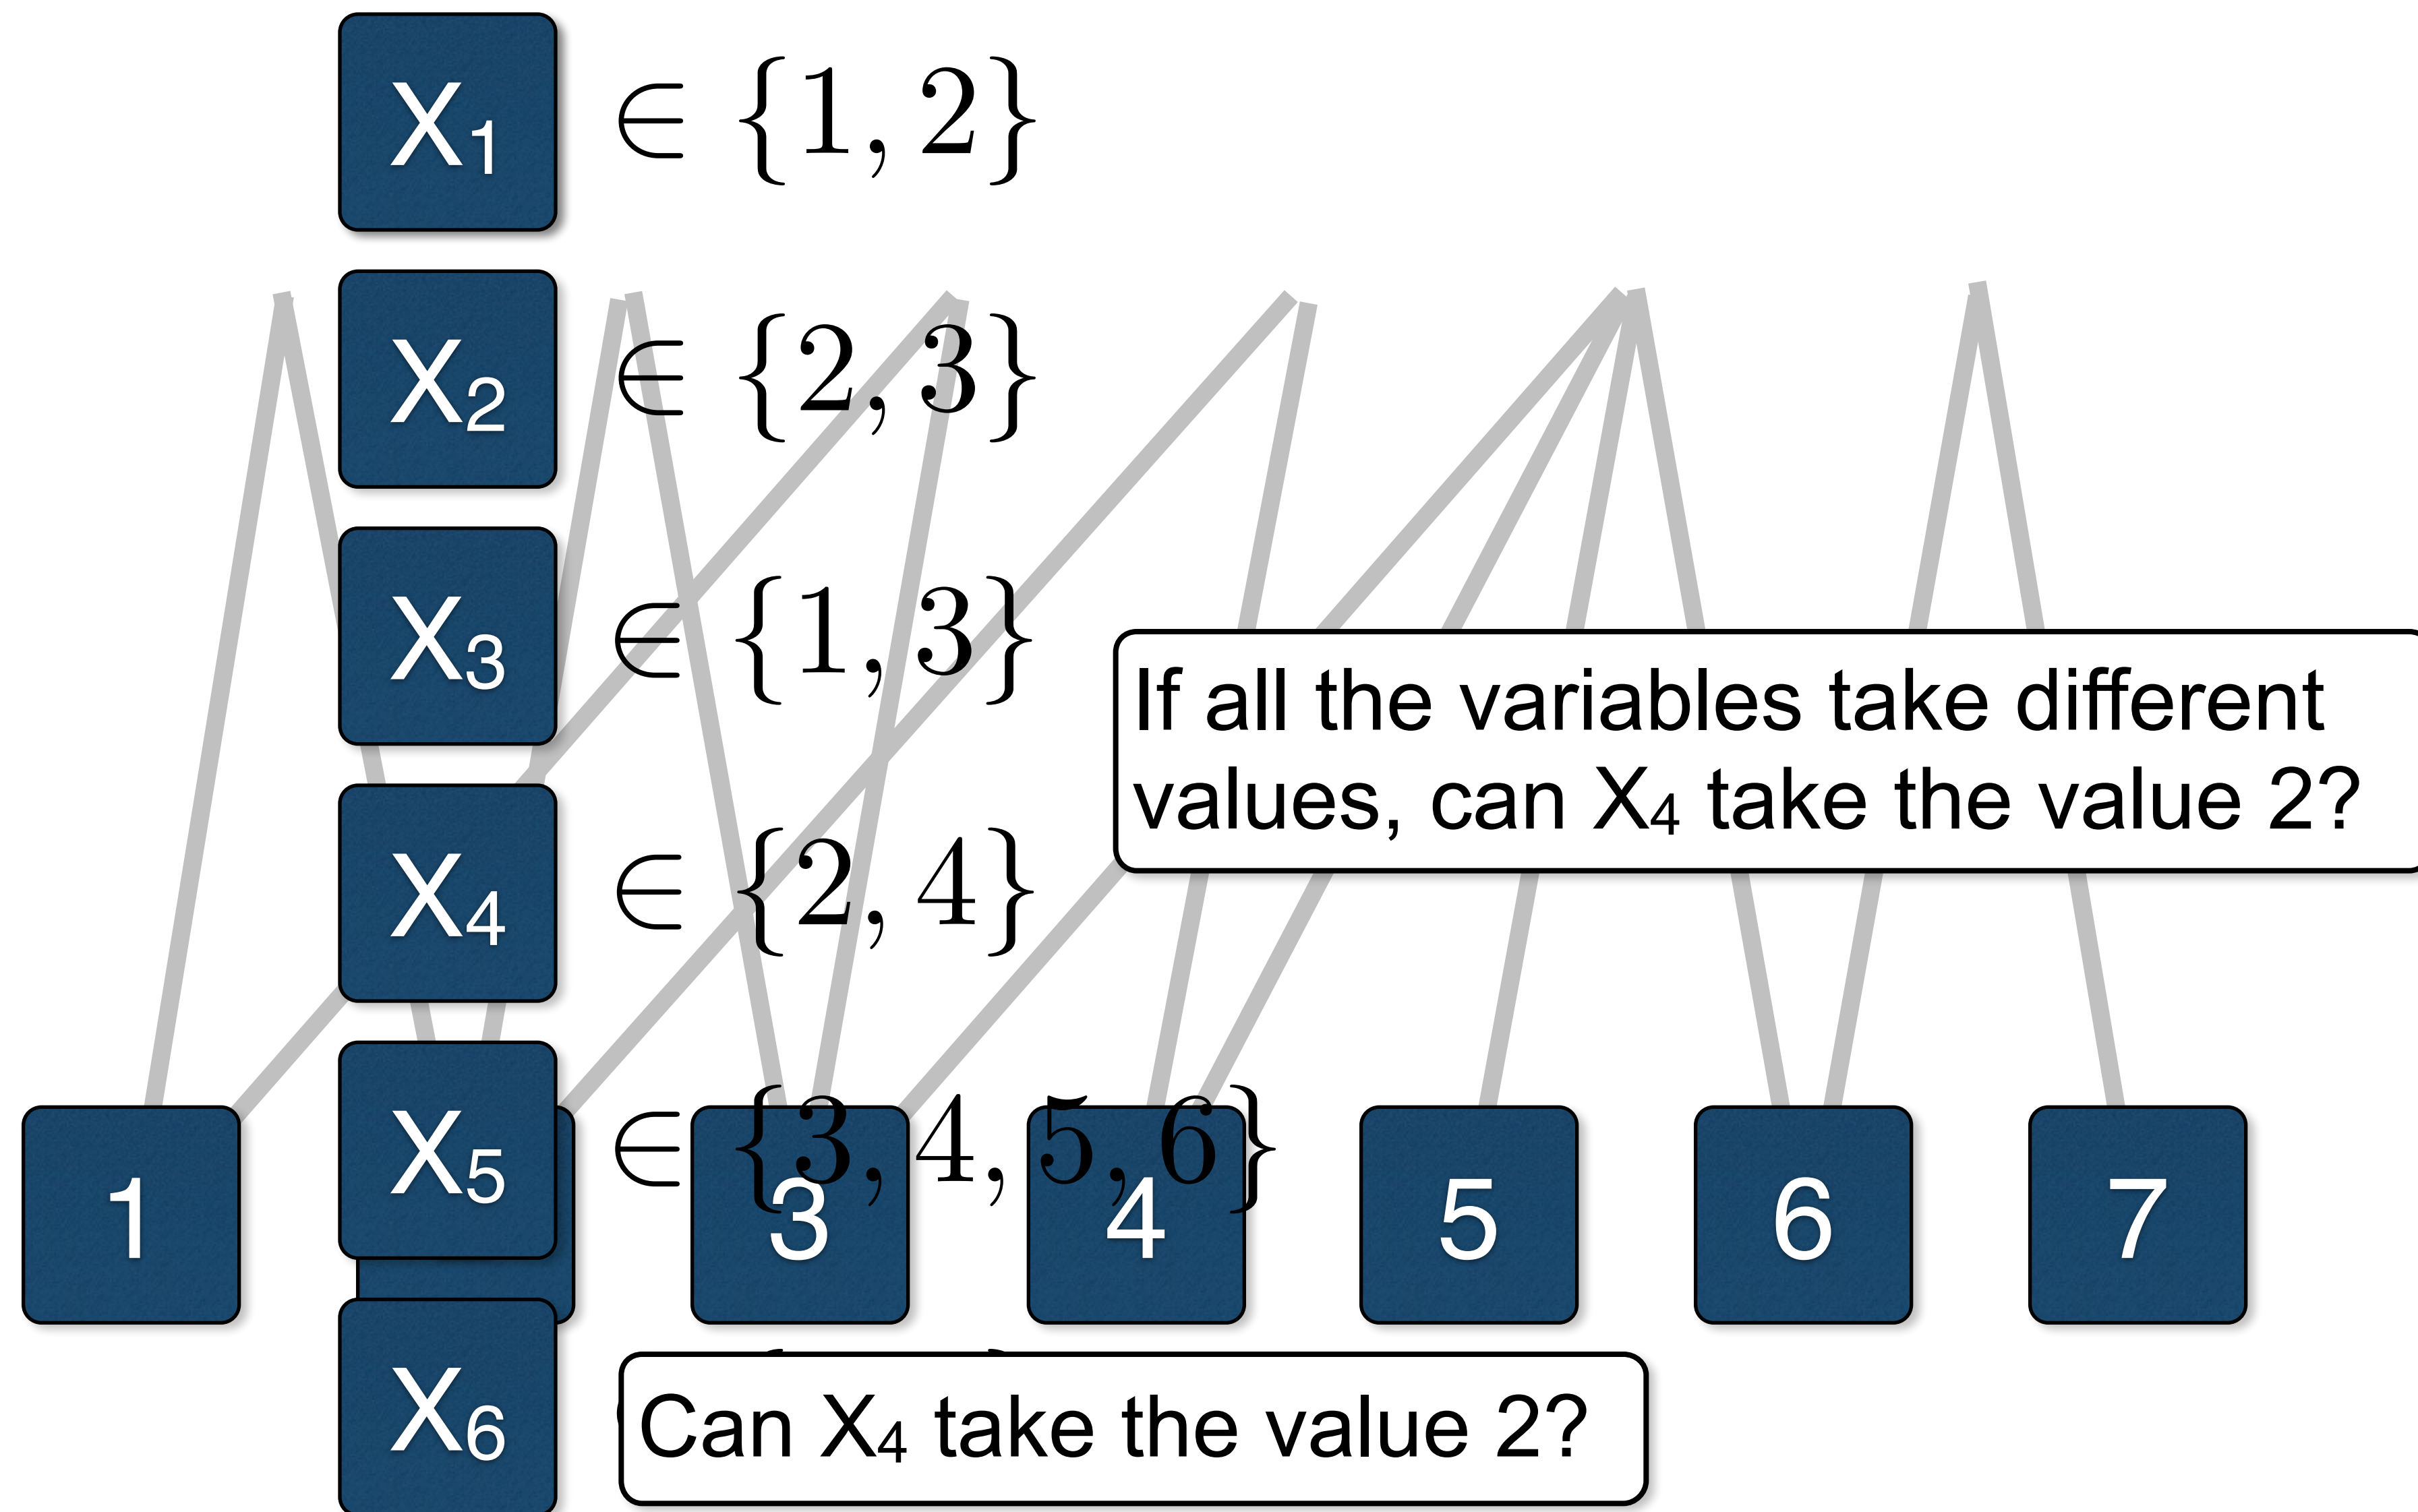 X₁ ∈ {1, 2}
X₂ ∈ {2, 3}
X₃ ∈ {1, 3}
If all the variables take different
values, can X₄ take the value 2?
X₄ ∈ {2, 4}
X₅ ∈ {3, 4, 5, 6}
1 3 4 5 6 7
X₆
Can X₄ take the value 2?